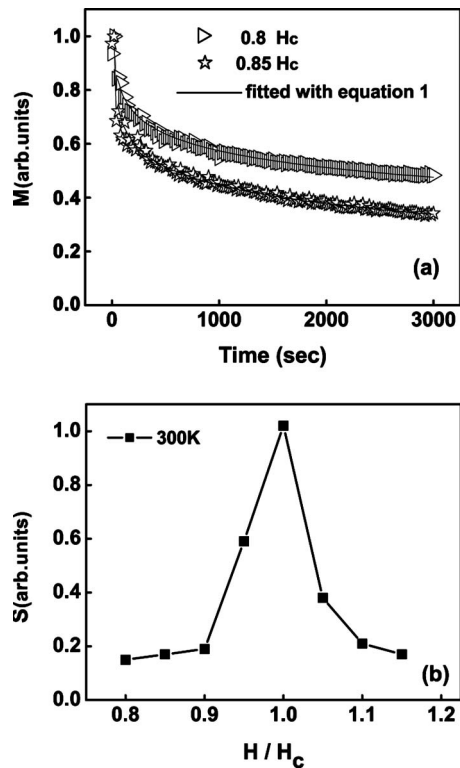 1.0
0.8
0.6
0.4
0.2
0.0
M(arb.units)
0.8 Hc
0.85 Hc
fitted with equation 1
(a)
0 1000 2000 3000
Time (sec)
1.0
0.8
0.6
0.4
0.2
0.0
S(arb.units)
300K
(b)
0.8 0.9 1.0 1.1 1.2
H / Hc